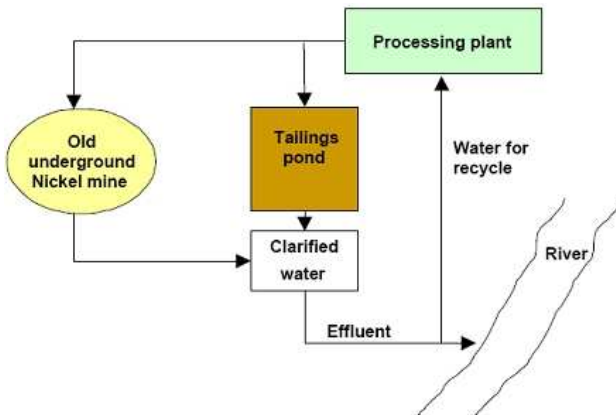 Processing plant
Old
underground
Nickel mine
Tailings
pond
Water for
recycle
Clarified
water
River
Effluent